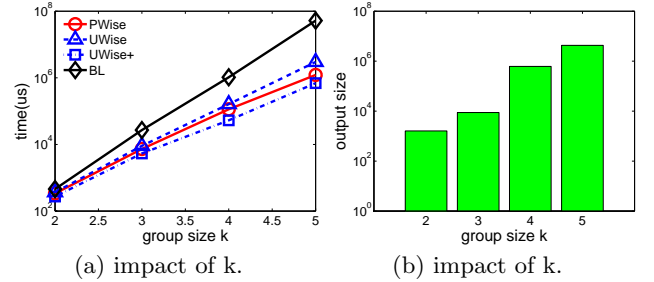 10^8
10^6
10^4
10^2
time(us)
PWise
UWise
UWise+
BL
2 2.5 3 3.5 4 4.5 5
group size k
(a) impact of k.
10^8
10^6
10^4
10^2
10^0
output size
2 3 4 5
group size k
(b) impact of k.